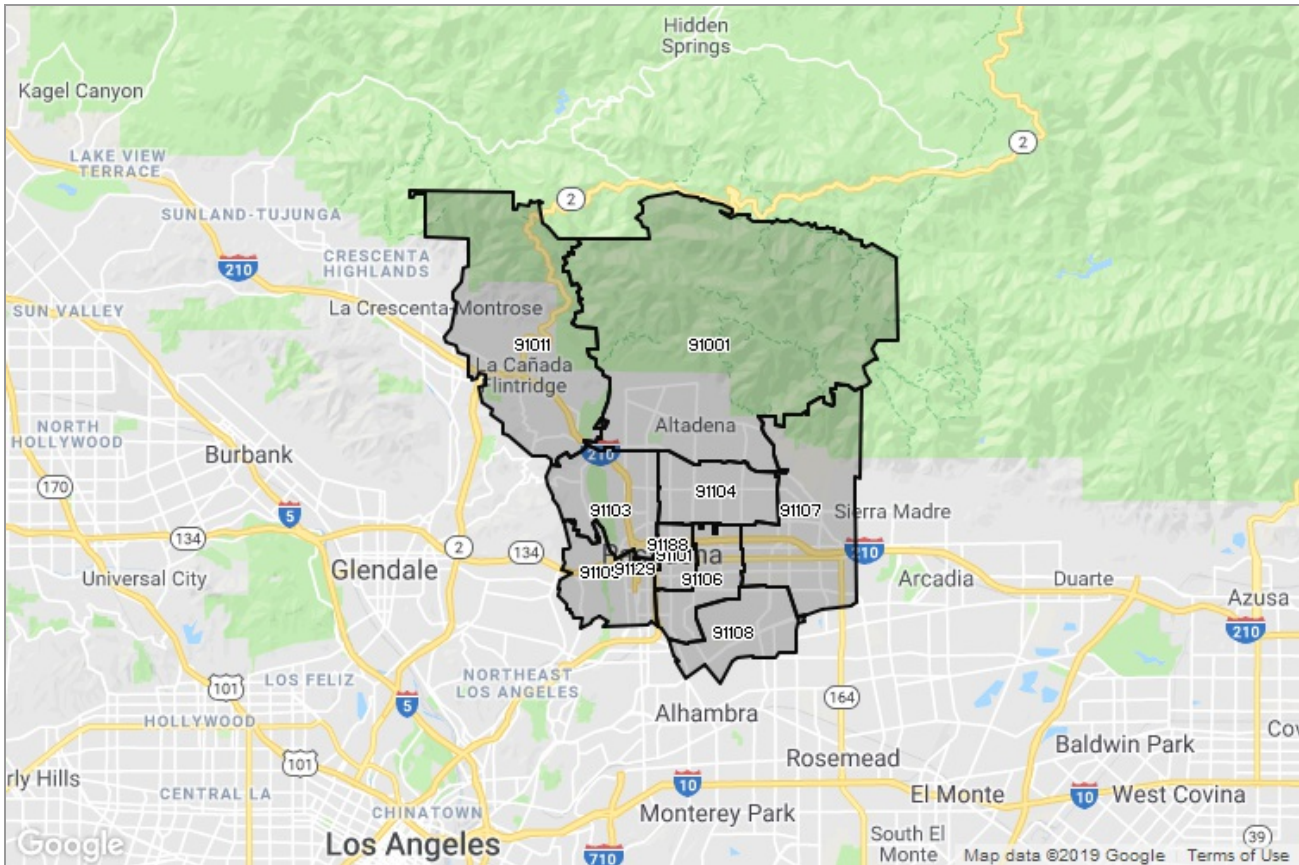 Hidden
Springs
Kagel Canyon
2
LAKE VIEW
TERRACE
2
SUNLAND-TUJUNGA
CRESCENTA
HIGHLANDS
210
La Crescenta-Montrose
SUN VALLEY
91011
91001
La Cañada
Flintridge
NORTH
HOLLYWOOD
Altadena
Burbank
210
170
91104
91103
91107
Sierra Madre
5
134
2
134
91188
91101
210
Glendale
91129
91106
Arcadia
Duarte
Universal City
Azusa
210
91108
LOS FELIZ
NORTHEAST
LOS ANGELES
101
5
164
HOLLYWOOD
Alhambra
101
Baldwin Park
Rosemead
rly Hills
CENTRAL LA
10
El Monte
10
West Covina
CHINATOWN
Monterey Park
Los Angeles
710
South El
Monte
39
Google
Map data ©2019 Google
Terms of Use